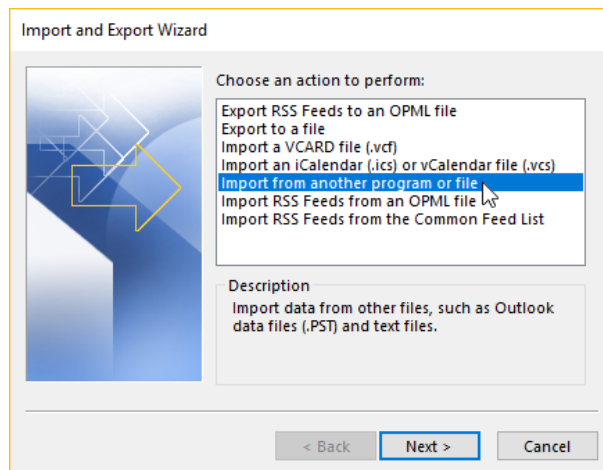 Import and Export Wizard
Choose an action to perform:
Export RSS Feeds to an OPML file
Export to a file
Import a VCARD file (.vcf)
Import an iCalendar (.ics) or vCalendar file (.vcs)
Import from another program or file
Import RSS Feeds from an OPML file
Import RSS Feeds from the Common Feed List
Description
Import data from other files, such as Outlook
data files (.PST) and text files.
< Back Next > Cancel